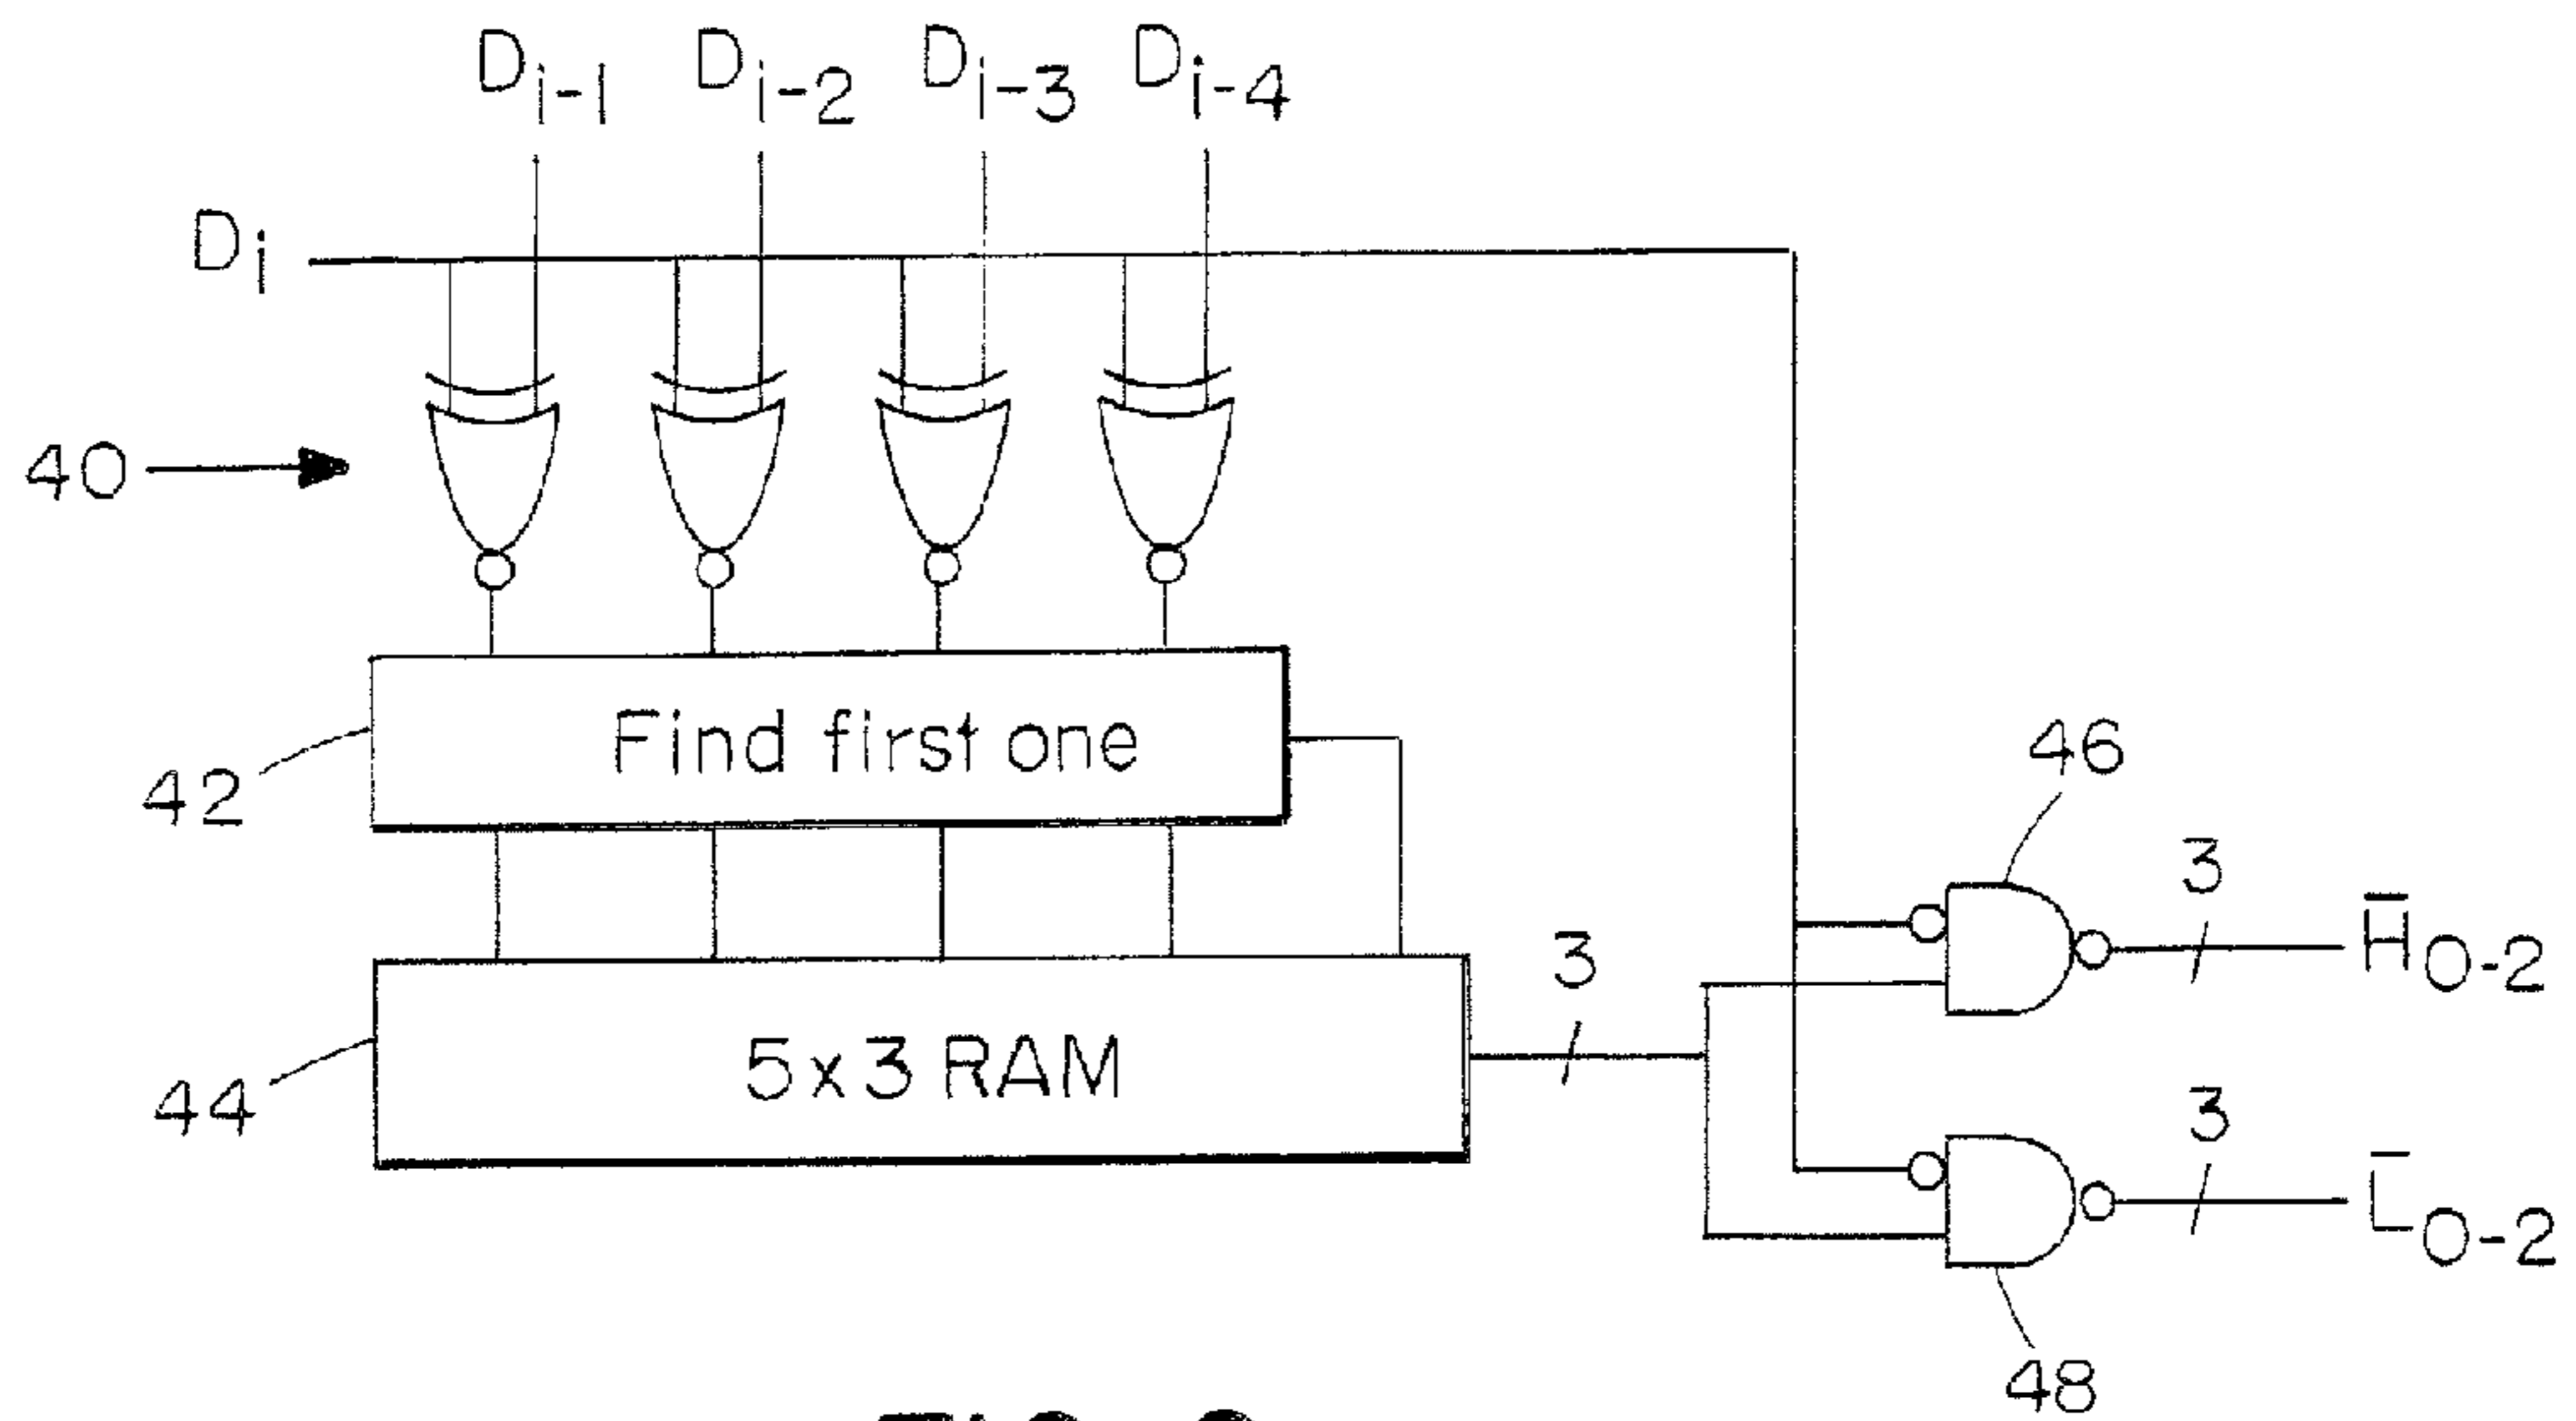 Di-1 Di-2 Di-3 Di-4
Di
40
Find first one
42
46
3
H̅0-2
3
5x3 RAM
44
3
L̅0-2
48